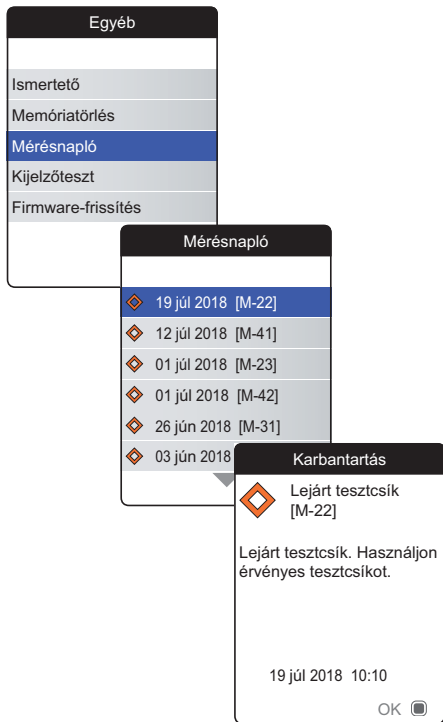 Egyéb
Ismertető
Memóriatörlés
Mérésnapló
Kijelzőteszt
Firmware-frissítés
Mérésnapló
19 júl 2018 [M-22]
12 júl 2018 [M-41]
01 júl 2018 [M-23]
01 júl 2018 [M-42]
26 jún 2018 [M-31]
03 jún 2018
Karbantartás
Lejárt tesztcsík
[M-22]
Lejárt tesztcsík. Használjon
érvényes tesztcsíkot.
19 júl 2018 10:10
OK